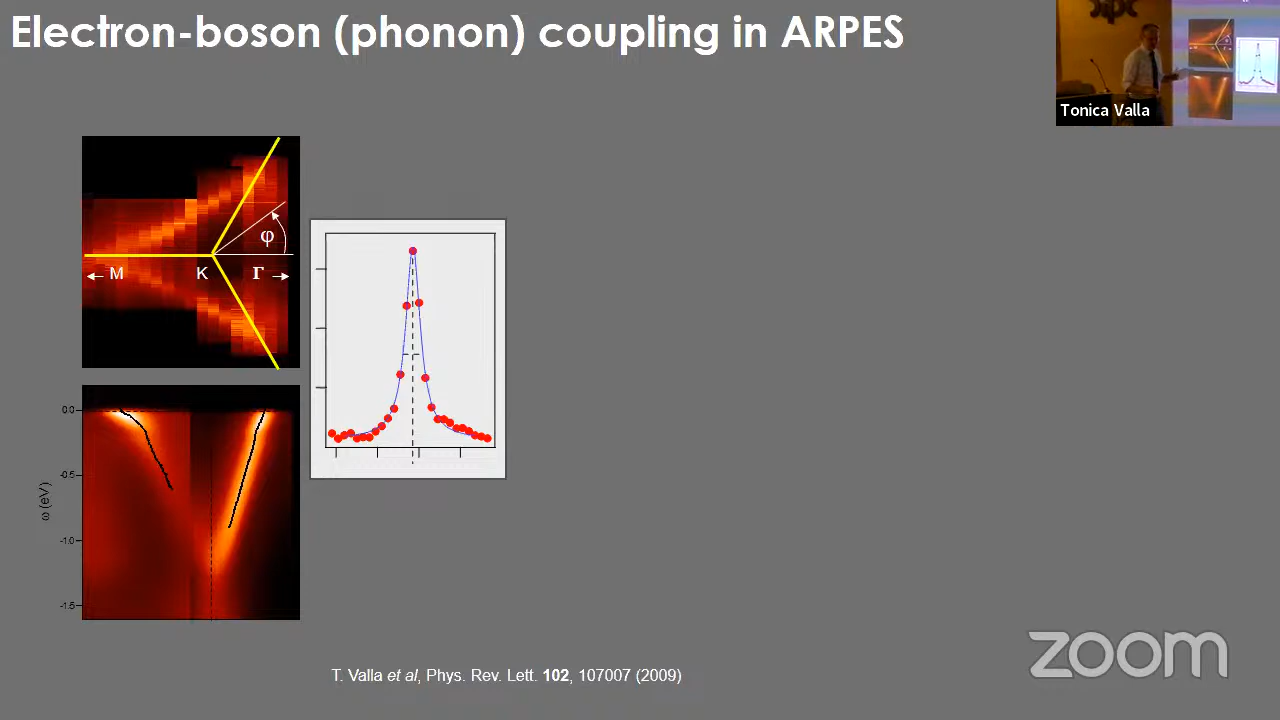 Electron-boson (phonon) coupling in ARPES
Tonica Valla
φ
← M K Γ →
0.0
-0.5
-1.0
-1.5
ω (eV)
T. Valla et al, Phys. Rev. Lett. 102, 107007 (2009)
zoom